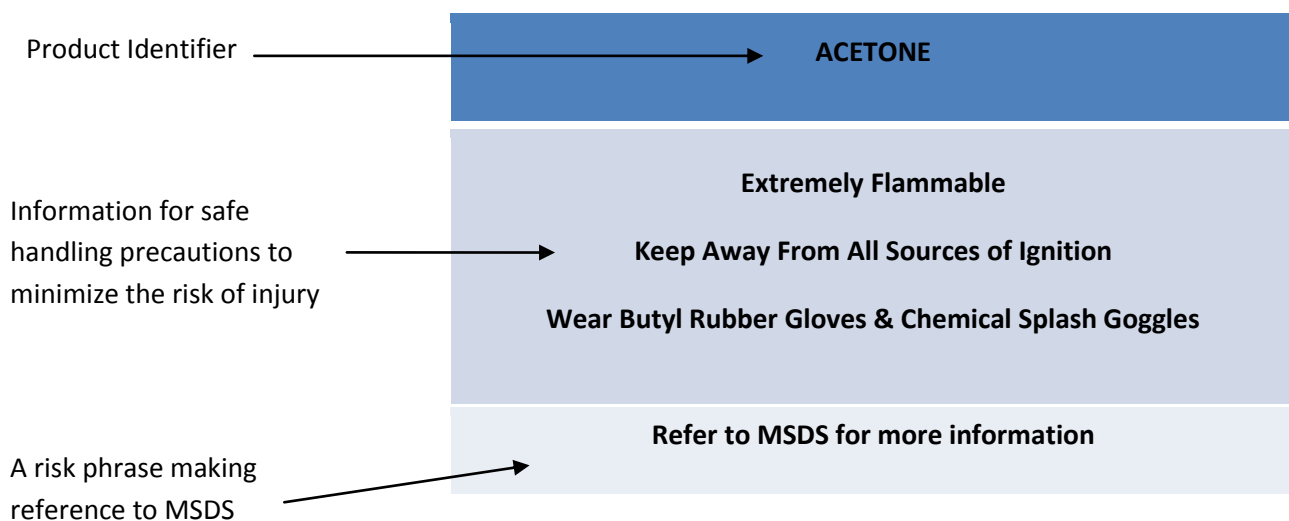 Product Identifier
ACETONE
Extremely Flammable
Information for safe
handling precautions to
minimize the risk of injury
Keep Away From All Sources of Ignition
Wear Butyl Rubber Gloves & Chemical Splash Goggles
Refer to MSDS for more information
A risk phrase making
reference to MSDS